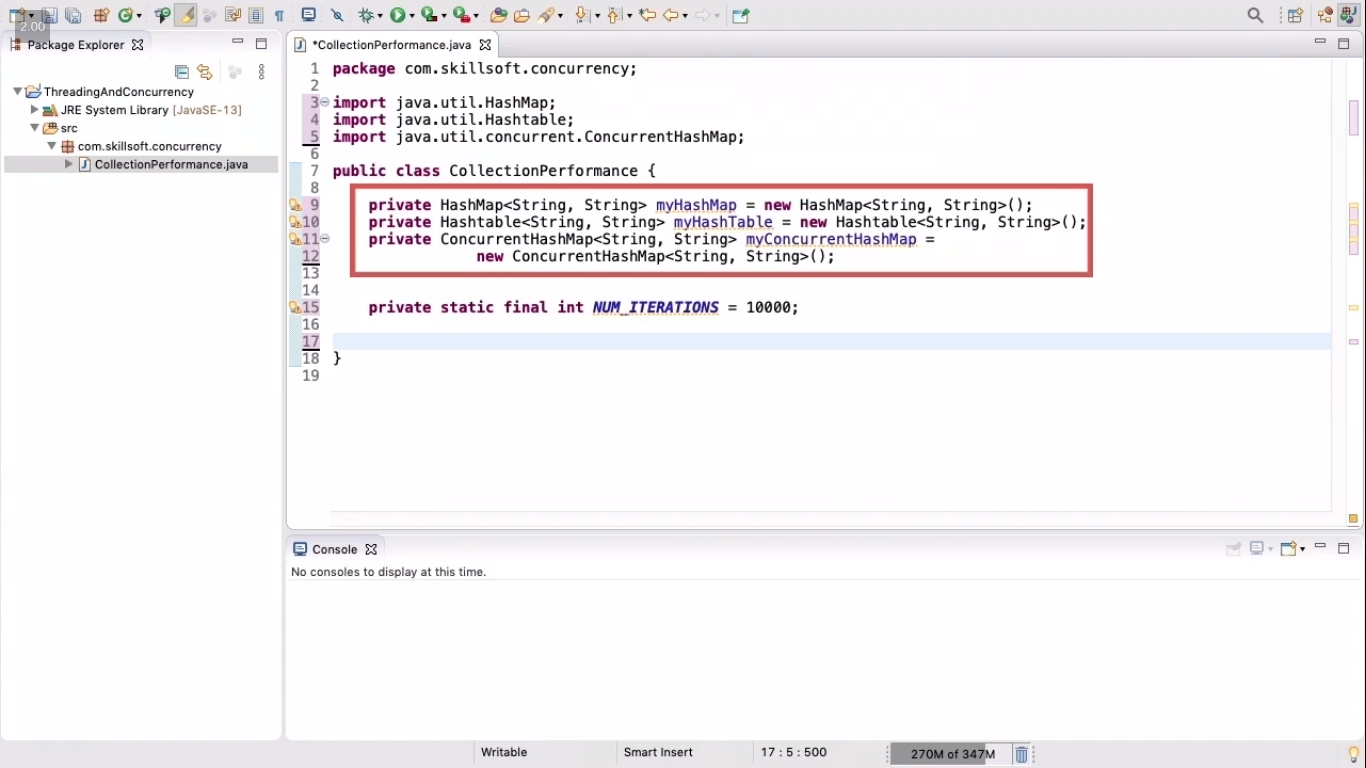 2.00
Package Explorer
ThreadingAndConcurrency
JRE System Library [JavaSE-13]
src
com.skillsoft.concurrency
CollectionPerformance.java
*CollectionPerformance.java
1 package com.skillsoft.concurrency;
2
3 import java.util.HashMap;
4 import java.util.Hashtable;
5 import java.util.concurrent.ConcurrentHashMap;
6
7 public class CollectionPerformance {
8
9 private HashMap<String, String> myHashMap = new HashMap<String, String>();
10 private Hashtable<String, String> myHashTable = new Hashtable<String, String>();
11 private ConcurrentHashMap<String, String> myConcurrentHashMap =
12 new ConcurrentHashMap<String, String>();
13
14
15 private static final int NUM_ITERATIONS = 10000;
16
17
18 }
19
Console
No consoles to display at this time.
Writable
Smart Insert
17 : 5 : 500
270M of 347M